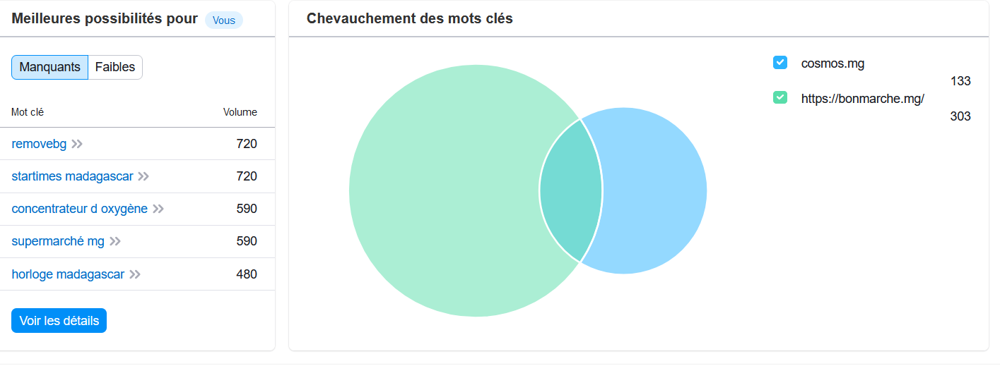 Meilleures possibilités pour Vous
Manquants Faibles
Mot clé Volume
removebg 720
startimes madagascar 720
concentrateur d oxygène 590
supermarché mg 590
horloge madagascar 480
Voir les détails
Chevauchement des mots clés
cosmos.mg
133
https://bonmarche.mg/
303